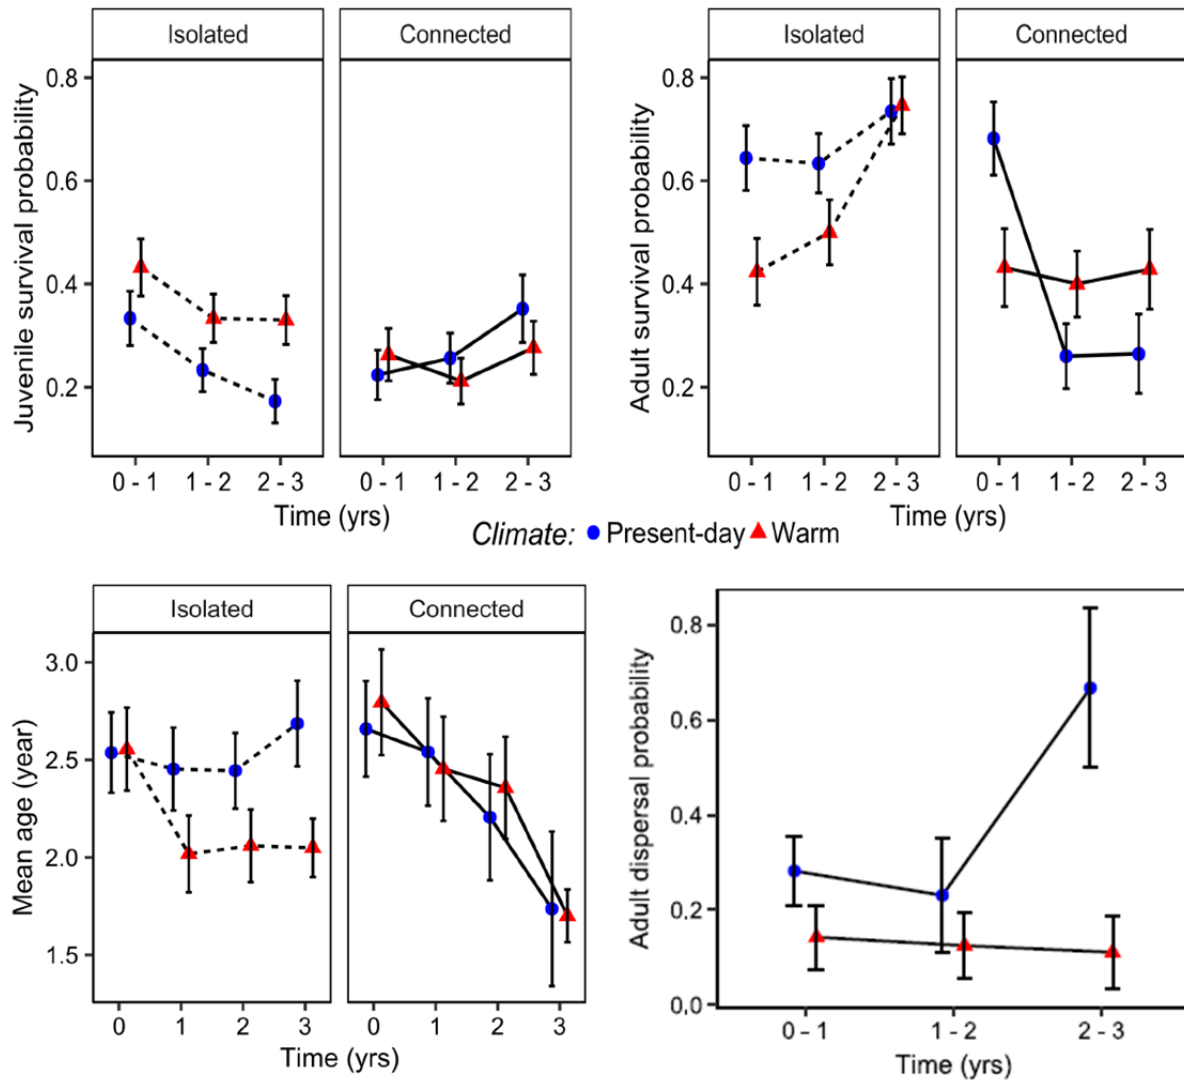 Isolated
Connected
Juvenile survival probability
0.8
0.6
0.4
0.2
0 - 1
1 - 2
2 - 3
0 - 1
1 - 2
2 - 3
Time (yrs)
Isolated
Connected
Adult survival probability
0.8
0.6
0.4
0.2
0 - 1
1 - 2
2 - 3
0 - 1
1 - 2
2 - 3
Time (yrs)
Climate: Present-day Warm
Isolated
Connected
Mean age (year)
3.0
2.5
2.0
1.5
0
1
2
3
0
1
2
3
Time (yrs)
Adult dispersal probability
0.8
0.6
0.4
0.2
0.0
0 - 1
1 - 2
2 - 3
Time (yrs)